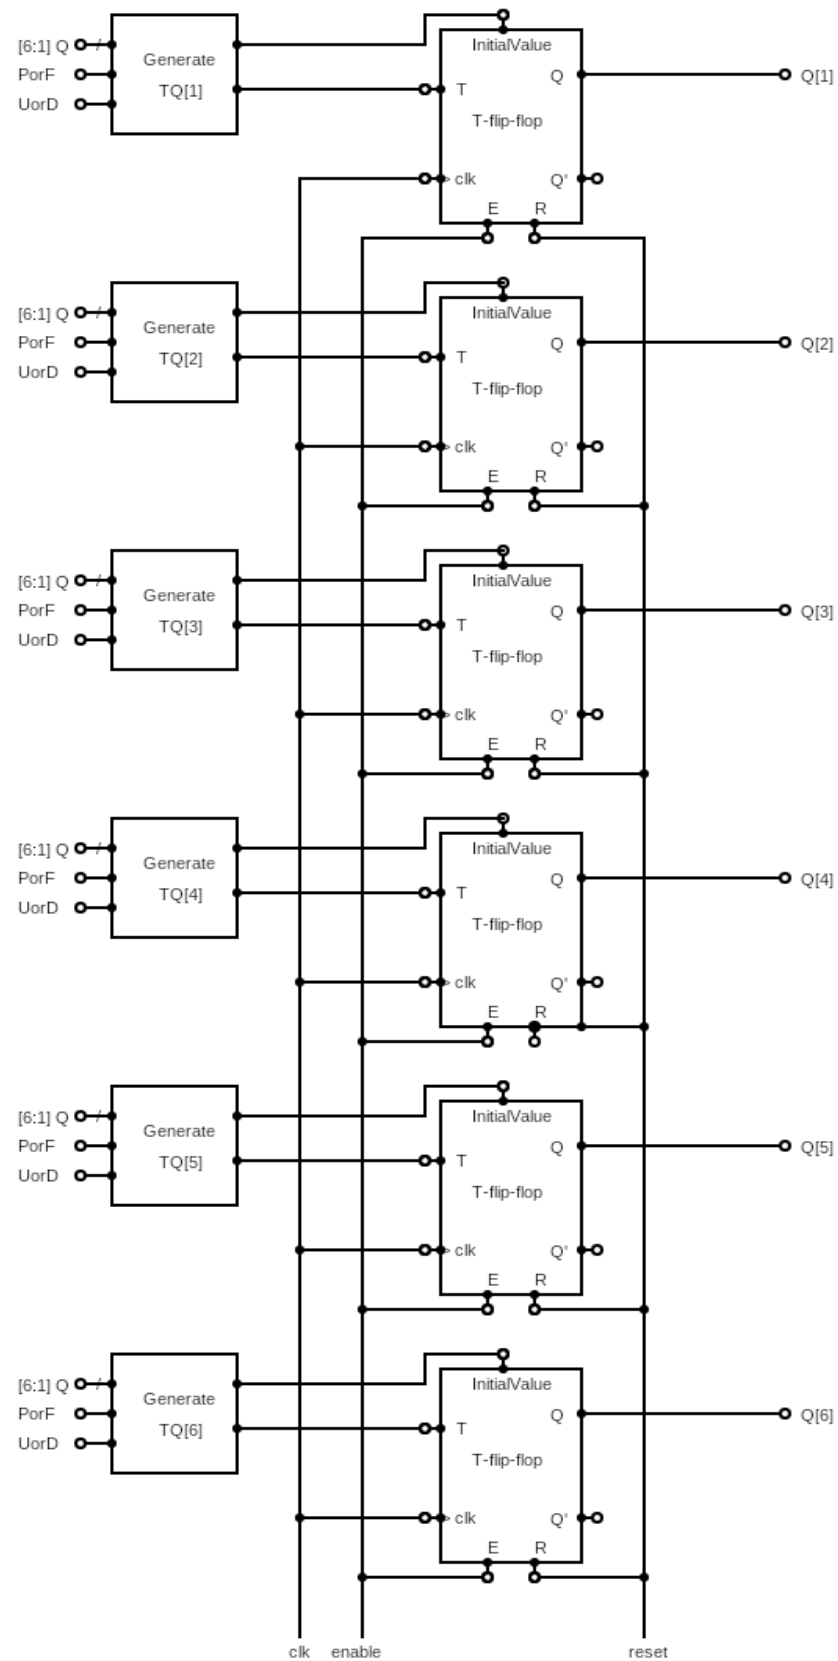 [6:1] Q
PorF
UorD
Generate
TQ[1]
InitialValue
T
Q
T-flip-flop
> clk
Q'
E
R
Q[1]
[6:1] Q
PorF
UorD
Generate
TQ[2]
InitialValue
T
Q
T-flip-flop
> clk
Q'
E
R
Q[2]
[6:1] Q
PorF
UorD
Generate
TQ[3]
InitialValue
T
Q
T-flip-flop
> clk
Q'
E
R
Q[3]
[6:1] Q
PorF
UorD
Generate
TQ[4]
InitialValue
T
Q
T-flip-flop
> clk
Q'
E
R
Q[4]
[6:1] Q
PorF
UorD
Generate
TQ[5]
InitialValue
T
Q
T-flip-flop
> clk
Q'
E
R
Q[5]
[6:1] Q
PorF
UorD
Generate
TQ[6]
InitialValue
T
Q
T-flip-flop
> clk
Q'
E
R
Q[6]
clk enable reset